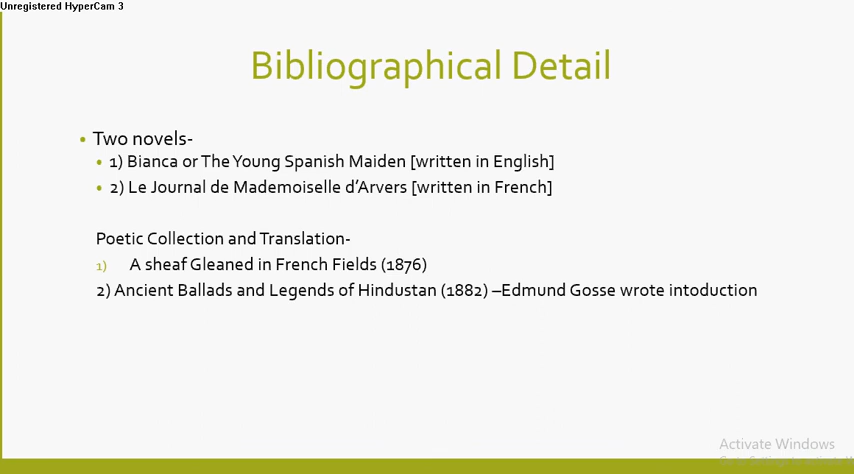 Unregistered HyperCam 3
Bibliographical Detail
• Two novels-
• 1) Bianca or The Young Spanish Maiden [written in English]
• 2) Le Journal de Mademoiselle d’Arvers [written in French]
Poetic Collection and Translation-
1) A sheaf Gleaned in French Fields (1876)
2) Ancient Ballads and Legends of Hindustan (1882) –Edmund Gosse wrote intoduction
Activate Windows